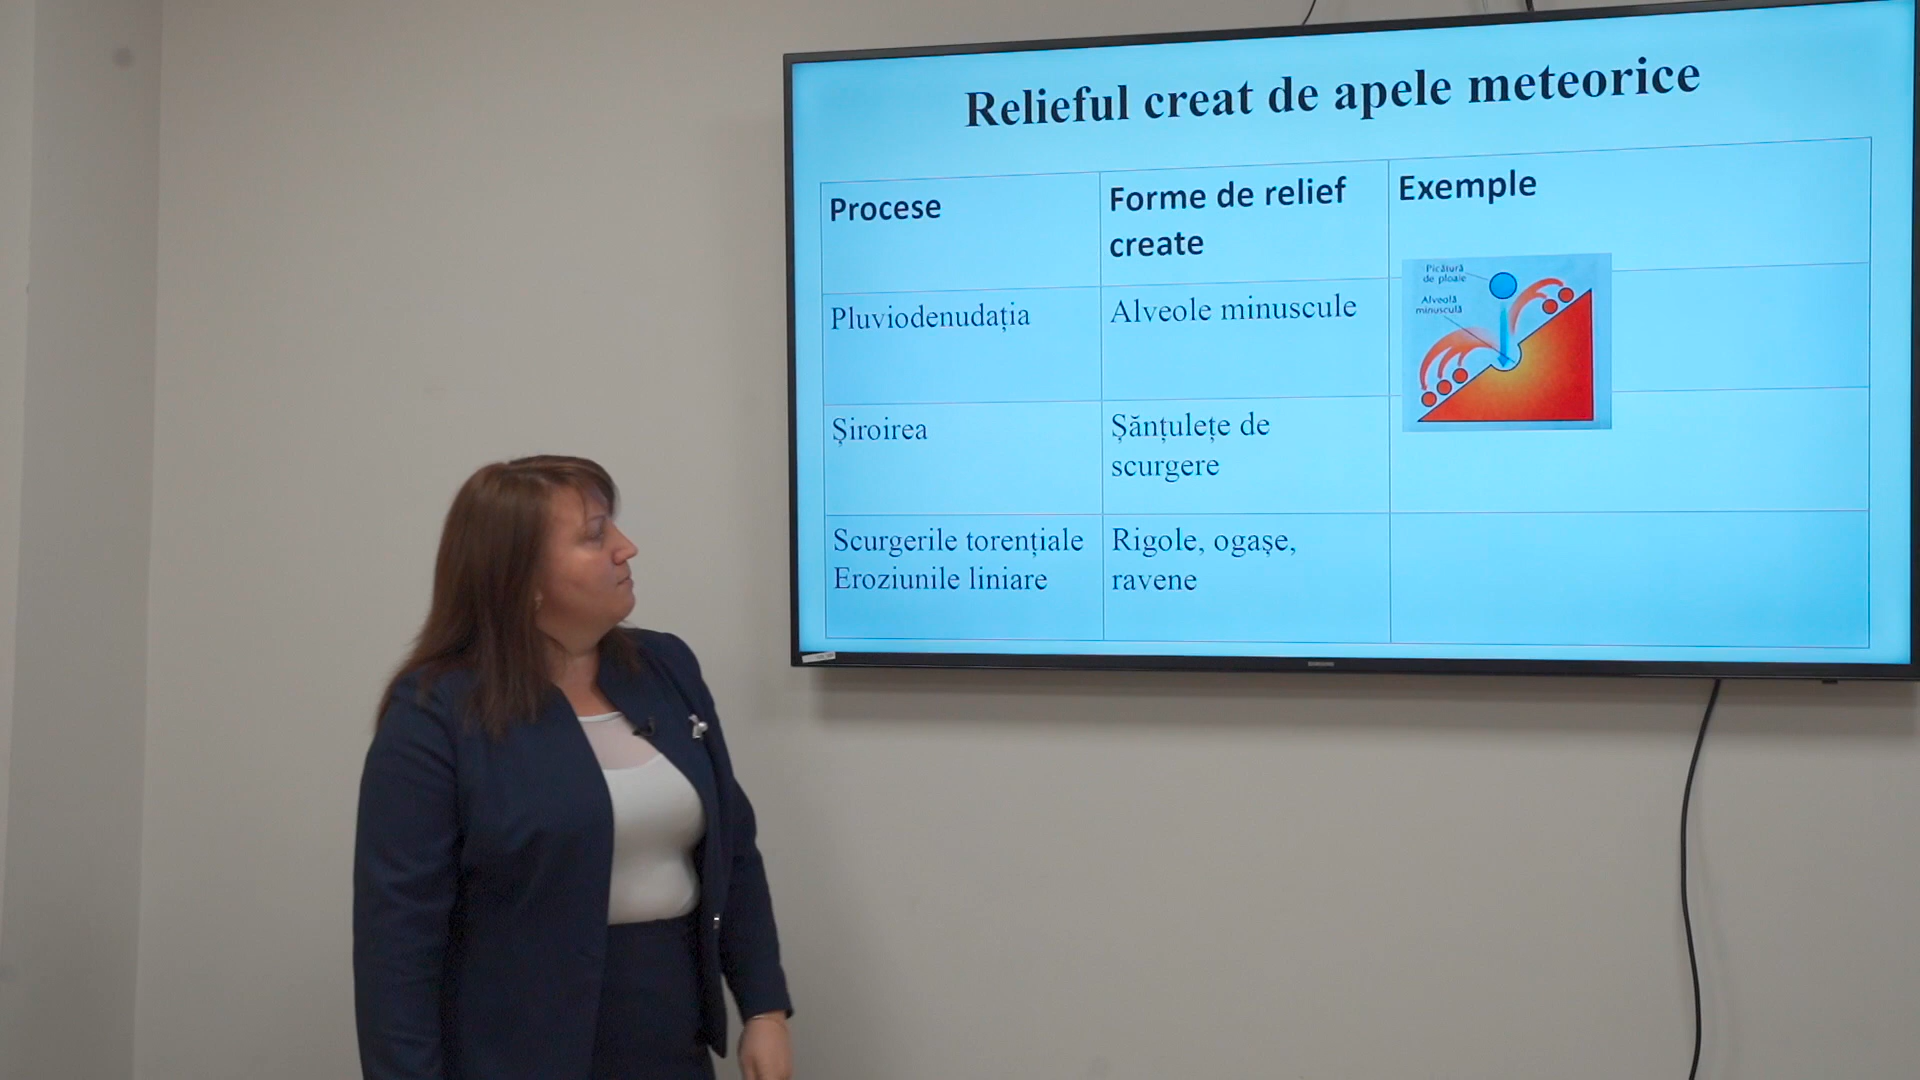 Relieful creat de apele meteorice
Procese
Forme de relief
create
Exemple
Pluviodenudația
Alveole minuscule
Picătură
de ploaie
Alveolă
minusculă
Șiroirea
Șănțulețe de
scurgere
Scurgerile torențiale
Eroziunile liniare
Rigole, ogașe,
ravene
SAMSUNG